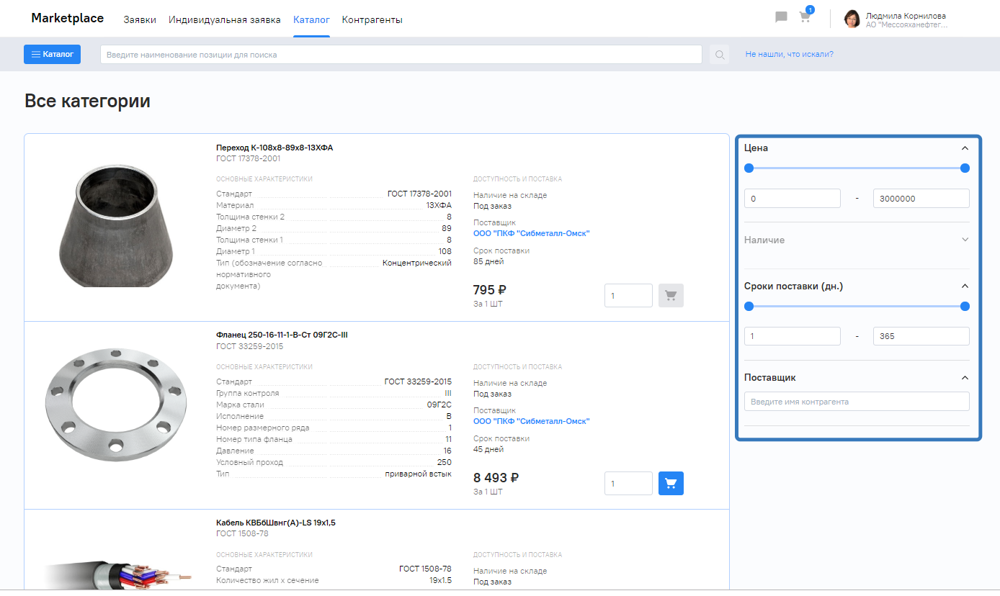 Marketplace
Заявки Индивидуальная заявка Каталог Контрагенты
1
Людмила Корнилова
АО "Мессояханефтег...
Каталог
Введите наименование позиции для поиска
Не нашли, что искали?
Все категории
Переход К-108х8-89х8-13ХФА
ГОСТ 17378-2001
ОСНОВНЫЕ ХАРАКТЕРИСТИКИ
Стандарт ГОСТ 17378-2001
Материал 13ХФА
Толщина стенки 2 8
Диаметр 2 89
Толщина стенки 1 8
Диаметр 1 108
Тип (обозначение согласно Концентрический
нормативного
документа)
ДОСТУПНОСТЬ И ПОСТАВКА
Наличие на складе
Под заказ
Поставщик
ООО "ПКФ "Сибметалл-Омск"
Срок поставки
85 дней
795 ₽
За 1 ШТ
1
Фланец 250-16-11-1-В-Ст 09Г2С-III
ГОСТ 33259-2015
ОСНОВНЫЕ ХАРАКТЕРИСТИКИ
Стандарт ГОСТ 33259-2015
Группа контроля III
Марка стали 09Г2С
Исполнение В
Номер размерного ряда 1
Номер типа фланца 11
Давление 16
Условный проход 250
Тип приварной встык
ДОСТУПНОСТЬ И ПОСТАВКА
Наличие на складе
Под заказ
Поставщик
ООО "ПКФ "Сибметалл-Омск"
Срок поставки
45 дней
8 493 ₽
За 1 ШТ
1
Кабель КВБбШвнг(А)-LS 19х1,5
ГОСТ 1508-78
ОСНОВНЫЕ ХАРАКТЕРИСТИКИ
Стандарт ГОСТ 1508-78
Количество жил х сечение 19х1.5
ДОСТУПНОСТЬ И ПОСТАВКА
Наличие на складе
Под заказ
Цена
0 - 3000000
Наличие
Сроки поставки (дн.)
1 - 365
Поставщик
Введите имя контрагента